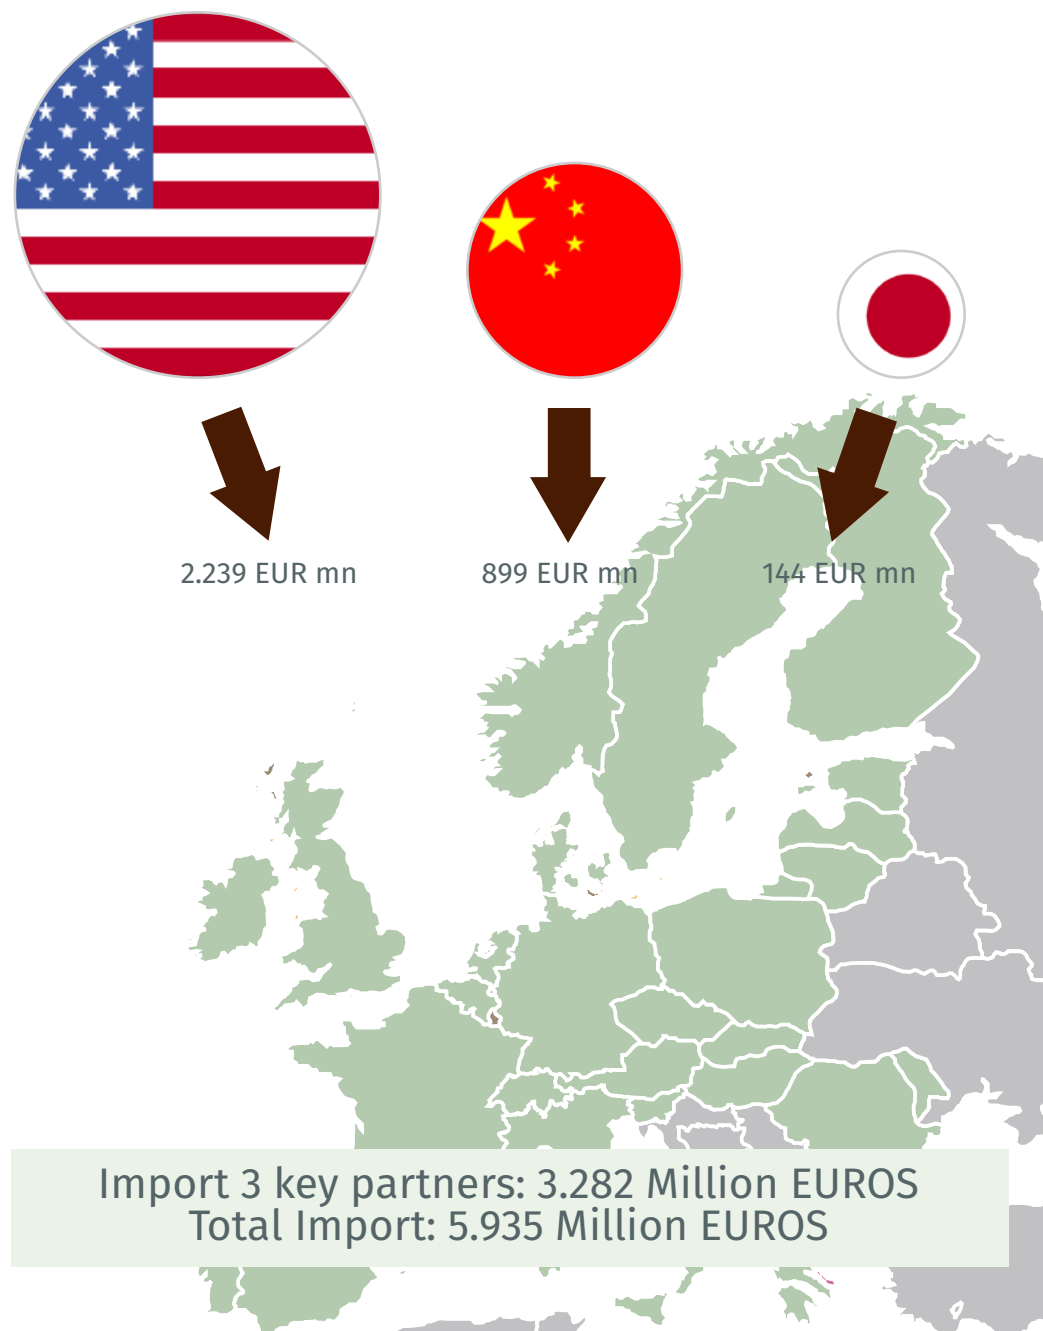 2.239 EUR mn
899 EUR mn
144 EUR mn
Import 3 key partners: 3.282 Million EUROS
Total Import: 5.935 Million EUROS